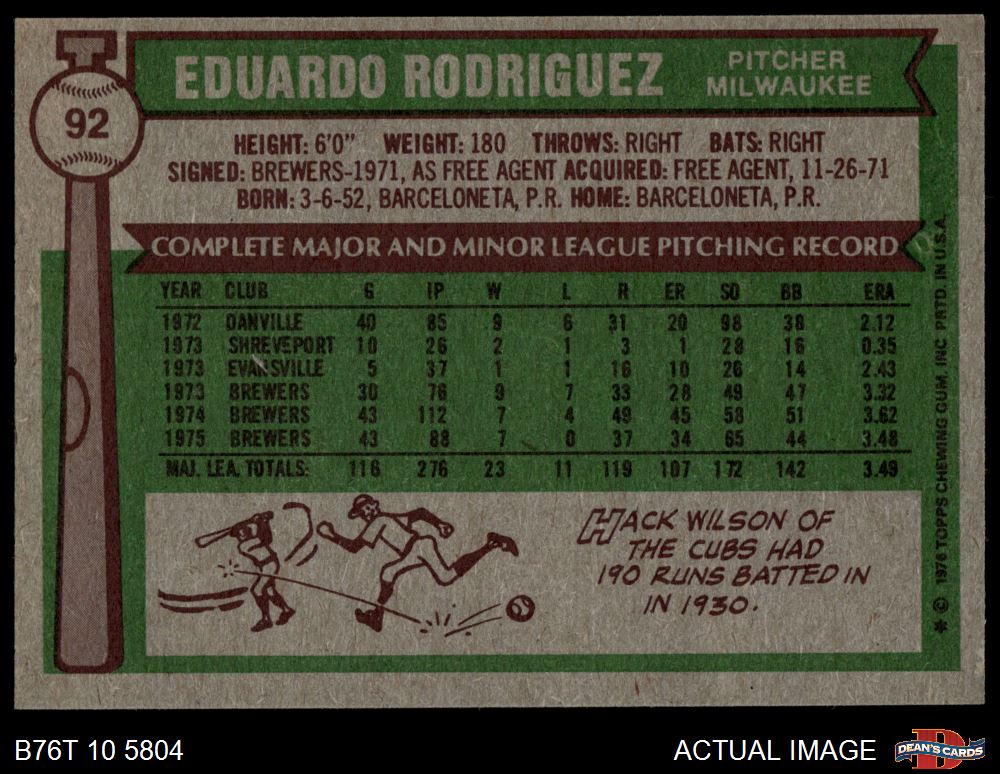 92
EDUARDO RODRIGUEZ
PITCHER
MILWAUKEE
HEIGHT: 6'0" WEIGHT: 180 THROWS: RIGHT BATS: RIGHT
SIGNED: BREWERS-1971, AS FREE AGENT ACQUIRED: FREE AGENT, 11-26-71
BORN: 3-6-52, BARCELONETA, P.R. HOME: BARCELONETA, P.R.
COMPLETE MAJOR AND MINOR LEAGUE PITCHING RECORD
YEAR CLUB G IP W L R ER SO BB ERA
1972 DANVILLE 40 85 9 6 31 20 98 38 2.12
1973 SHREVEPORT 10 26 2 1 3 1 28 16 0.35
1973 EVANSVILLE 5 37 1 1 16 10 26 14 2.43
1973 BREWERS 30 76 9 7 33 28 49 47 3.32
1974 BREWERS 43 112 7 4 49 45 58 51 3.62
1975 BREWERS 43 88 7 0 37 34 65 44 3.48
MAJ. LEA. TOTALS: 116 276 23 11 119 107 172 142 3.49
HACK WILSON OF
THE CUBS HAD
190 RUNS BATTED IN
IN 1930.
* © 1976 TOPPS CHEWING GUM, INC PRTD. IN U.S.A.
B76T 10 5804
ACTUAL IMAGE
D
DEAN'S CARDS